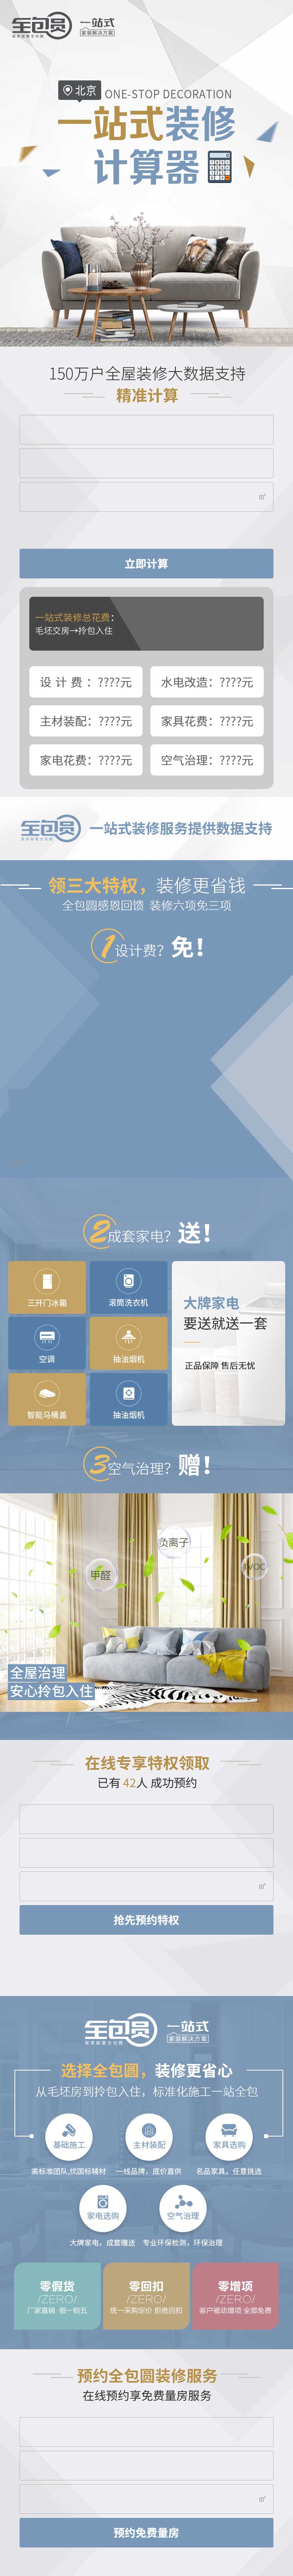 全包圆 一站式
家装解决方案
北京
ONE-STOP DECORATION
一站式装修
计算器
150万户全屋装修大数据支持
精准计算
㎡
立即计算
一站式装修总花费：
毛坯交房→拎包入住
设 计 费 ：????元
水电改造：????元
主材装配：????元
家具花费：????元
家电花费：????元
空气治理：????元
全包圆 一站式装修服务提供数据支持
领三大特权，装修更省钱
全包圆感恩回馈 装修六项免三项
1设计费？免！
2成套家电？送！
三开门冰箱
滚筒洗衣机
空调
抽油烟机
智能马桶盖
抽油烟机
大牌家电
要送就送一套
正品保障 售后无忧
3空气治理？赠！
负离子
TVOC
甲醛
全屋治理
安心拎包入住
在线专享特权领取
已有 42人 成功预约
㎡
抢先预约特权
全包圆 一站式
家装解决方案
选择全包圆，装修更省心
从毛坯房到拎包入住，标准化施工一站全包
基础施工
主材装配
家具选购
高标准团队,优国标辅材
一线品牌，底价直供
名品家具，任意挑选
家电选购
空气治理
大牌家电，成套赠送
专业环保检测，环保治理
零假货
/ZERO/
厂家直销 假一赔五
零回扣
/ZERO/
统一采购定价 拒绝回扣
零增项
/ZERO/
客户被动增项 全部免费
预约全包圆装修服务
在线预约享免费量房服务
㎡
预约免费量房